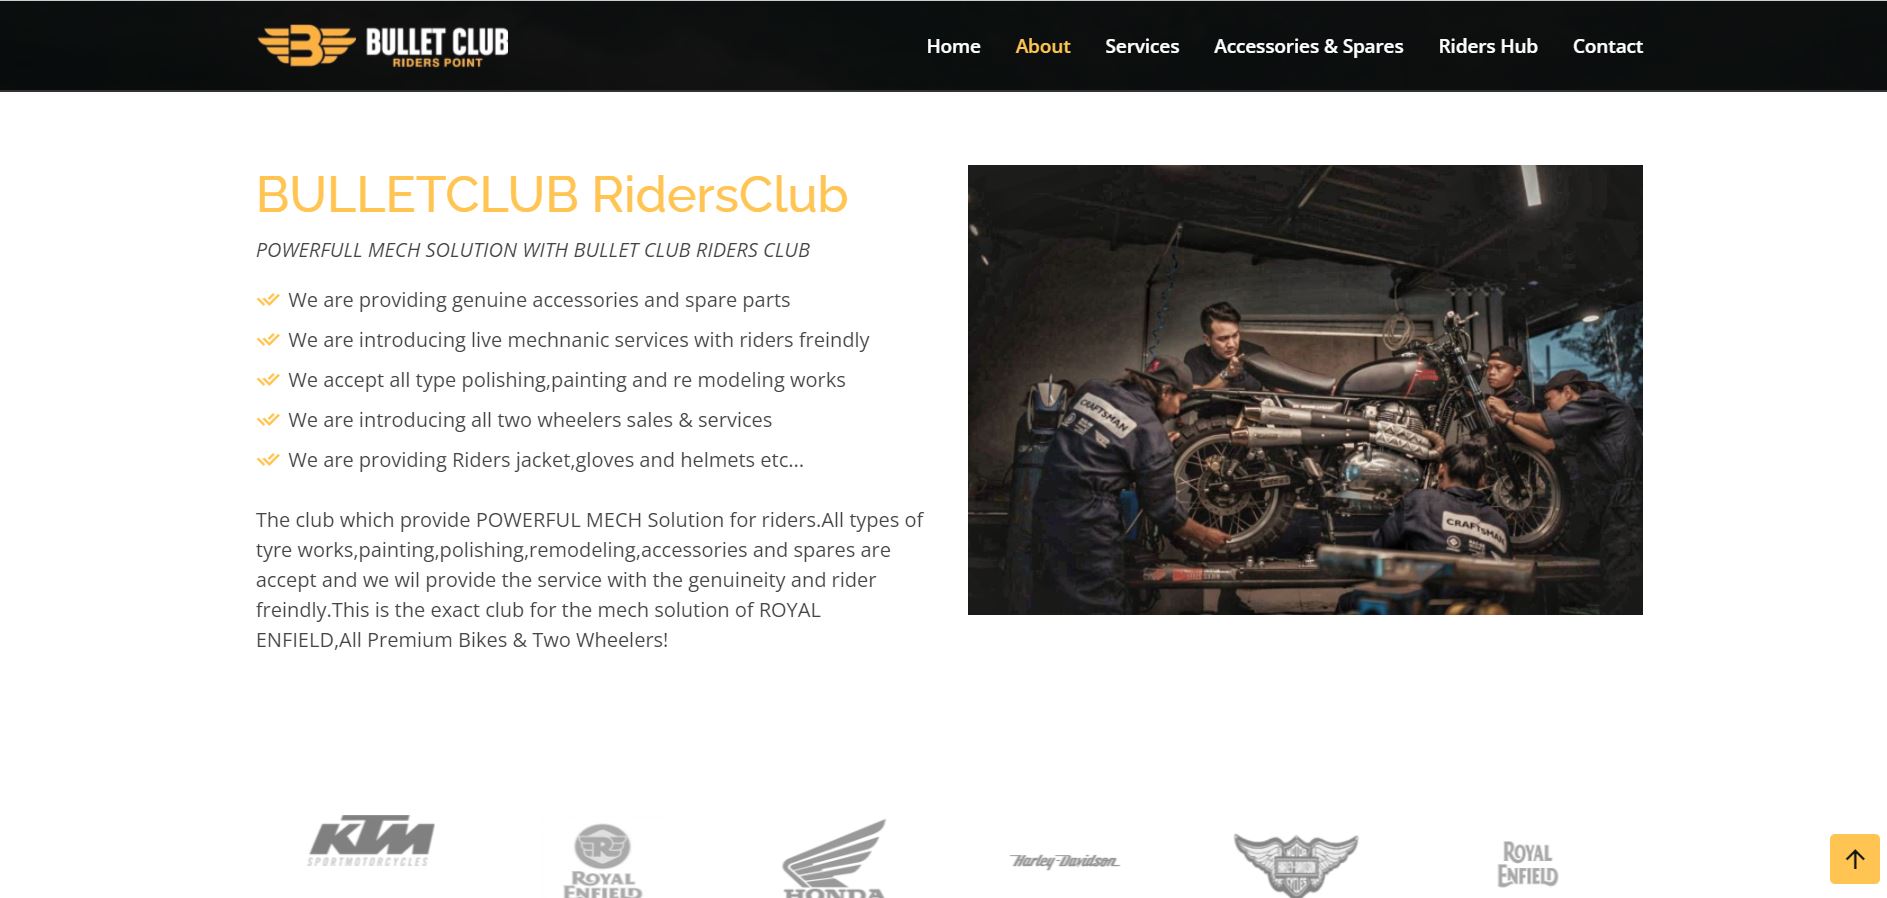 BULLET CLUB
RIDERS POINT
Home About Services Accessories & Spares Riders Hub Contact
BULLETCLUB RidersClub
POWERFULL MECH SOLUTION WITH BULLET CLUB RIDERS CLUB
We are providing genuine accessories and spare parts
We are introducing live mechnanic services with riders freindly
We accept all type polishing,painting and re modeling works
We are introducing all two wheelers sales & services
We are providing Riders jacket,gloves and helmets etc...
The club which provide POWERFUL MECH Solution for riders.All types of
tyre works,painting,polishing,remodeling,accessories and spares are
accept and we wil provide the service with the genuineity and rider
freindly.This is the exact club for the mech solution of ROYAL
ENFIELD,All Premium Bikes & Two Wheelers!
CRAFTSMAN
CRAFTSMAN
KTM
SPORTMOTORCYCLES
ROYAL
ENFIELD
HONDA
Harley-Davidson
ROYAL
ENFIELD